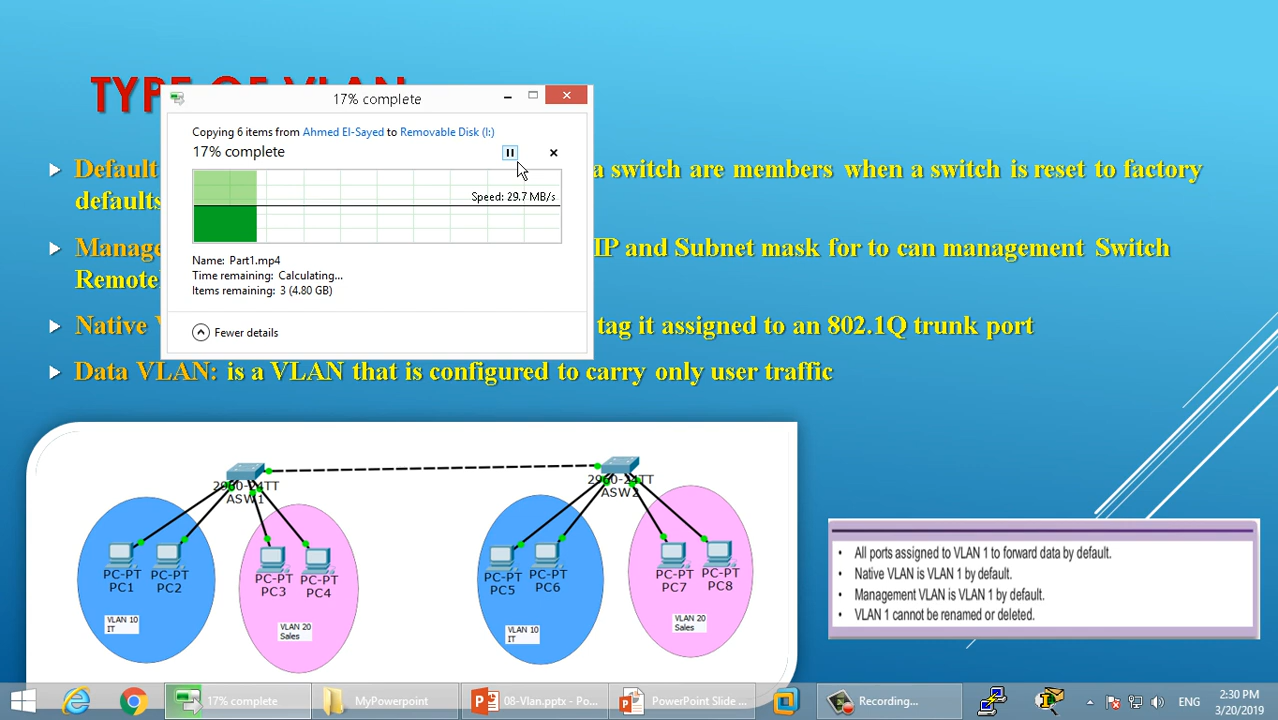 TYPE OF VLAN
17% complete
Copying 6 items from Ahmed El-Sayed to Removable Disk (I:)
17% complete
Speed: 29.7 MB/s
Name: Part1.mp4
Time remaining: Calculating...
Items remaining: 3 (4.80 GB)
Fewer details
Default a switch are members when a switch is reset to factory
defaults
Manage IP and Subnet mask for to can management Switch
Remote
Native tag it assigned to an 802.1Q trunk port
Data VLAN: is a VLAN that is configured to carry only user traffic
2960-24TT
ASW1
2960-24TT
ASW2
PC-PT
PC1
PC-PT
PC2
PC-PT
PC3
PC-PT
PC4
PC-PT
PC5
PC-PT
PC6
PC-PT
PC7
PC-PT
PC8
VLAN 10
IT
VLAN 20
Sales
VLAN 10
IT
VLAN 20
Sales
• All ports assigned to VLAN 1 to forward data by default.
• Native VLAN is VLAN 1 by default.
• Management VLAN is VLAN 1 by default.
• VLAN 1 cannot be renamed or deleted.
17% complete
MyPowerpoint
08-Vlan.pptx - Po...
PowerPoint Slide ...
Recording...
ENG
2:30 PM
3/20/2019